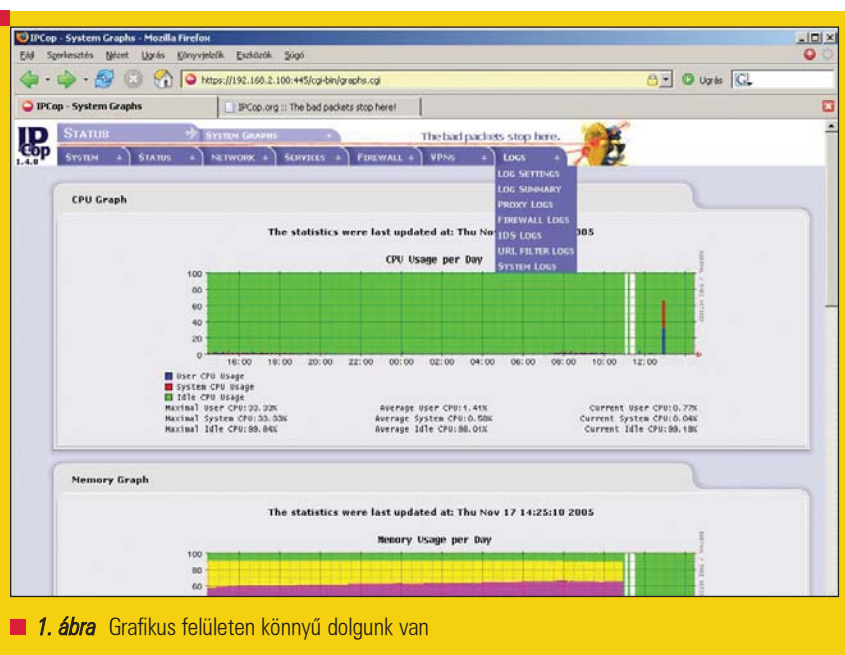 IPCop - System Graphs - Mozilla Firefox
Fájl Szerkesztés Nézet Ugrás Könyvjelzők Eszközök Súgó
https://192.168.2.100:445/cgi-bin/graphs.cgi Ugrás
IPCop - System Graphs IPCop.org :: The bad packets stop here!
IP Cop 1.4.8
STATUS SYSTEM GRAPHS The bad packets stop here.
SYSTEM STATUS NETWORK SERVICES FIREWALL VPNS LOGS
LOG SETTINGS
LOG SUMMARY
PROXY LOGS
FIREWALL LOGS
IDS LOGS
URL FILTER LOGS
SYSTEM LOGS
CPU Graph
The statistics were last updated at: Thu No 005
CPU Usage per Day
100
80
60
40
20
0
16:00 18:00 20:00 22:00 00:00 02:00 04:00 06:00 08:00 10:00 12:00
User CPU Usage
System CPU Usage
Idle CPU Usage
Maximal User CPU:33.33% Average User CPU:1.41% Current User CPU:0.77%
Maximal System CPU:33.33% Average System CPU:0.58% Current System CPU:0.04%
Maximal Idle CPU:99.84% Average Idle CPU:98.01% Current Idle CPU:99.18%
Memory Graph
The statistics were last updated at: Thu Nov 17 14:25:10 2005
Memory Usage per Day
100
80
60
1. ábra Grafikus felületen könnyű dolgunk van